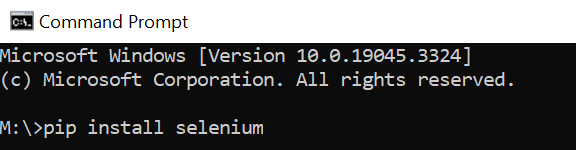 Command Prompt
Microsoft Windows [Version 10.0.19045.3324]
(c) Microsoft Corporation. All rights reserved.
M:\>pip install selenium